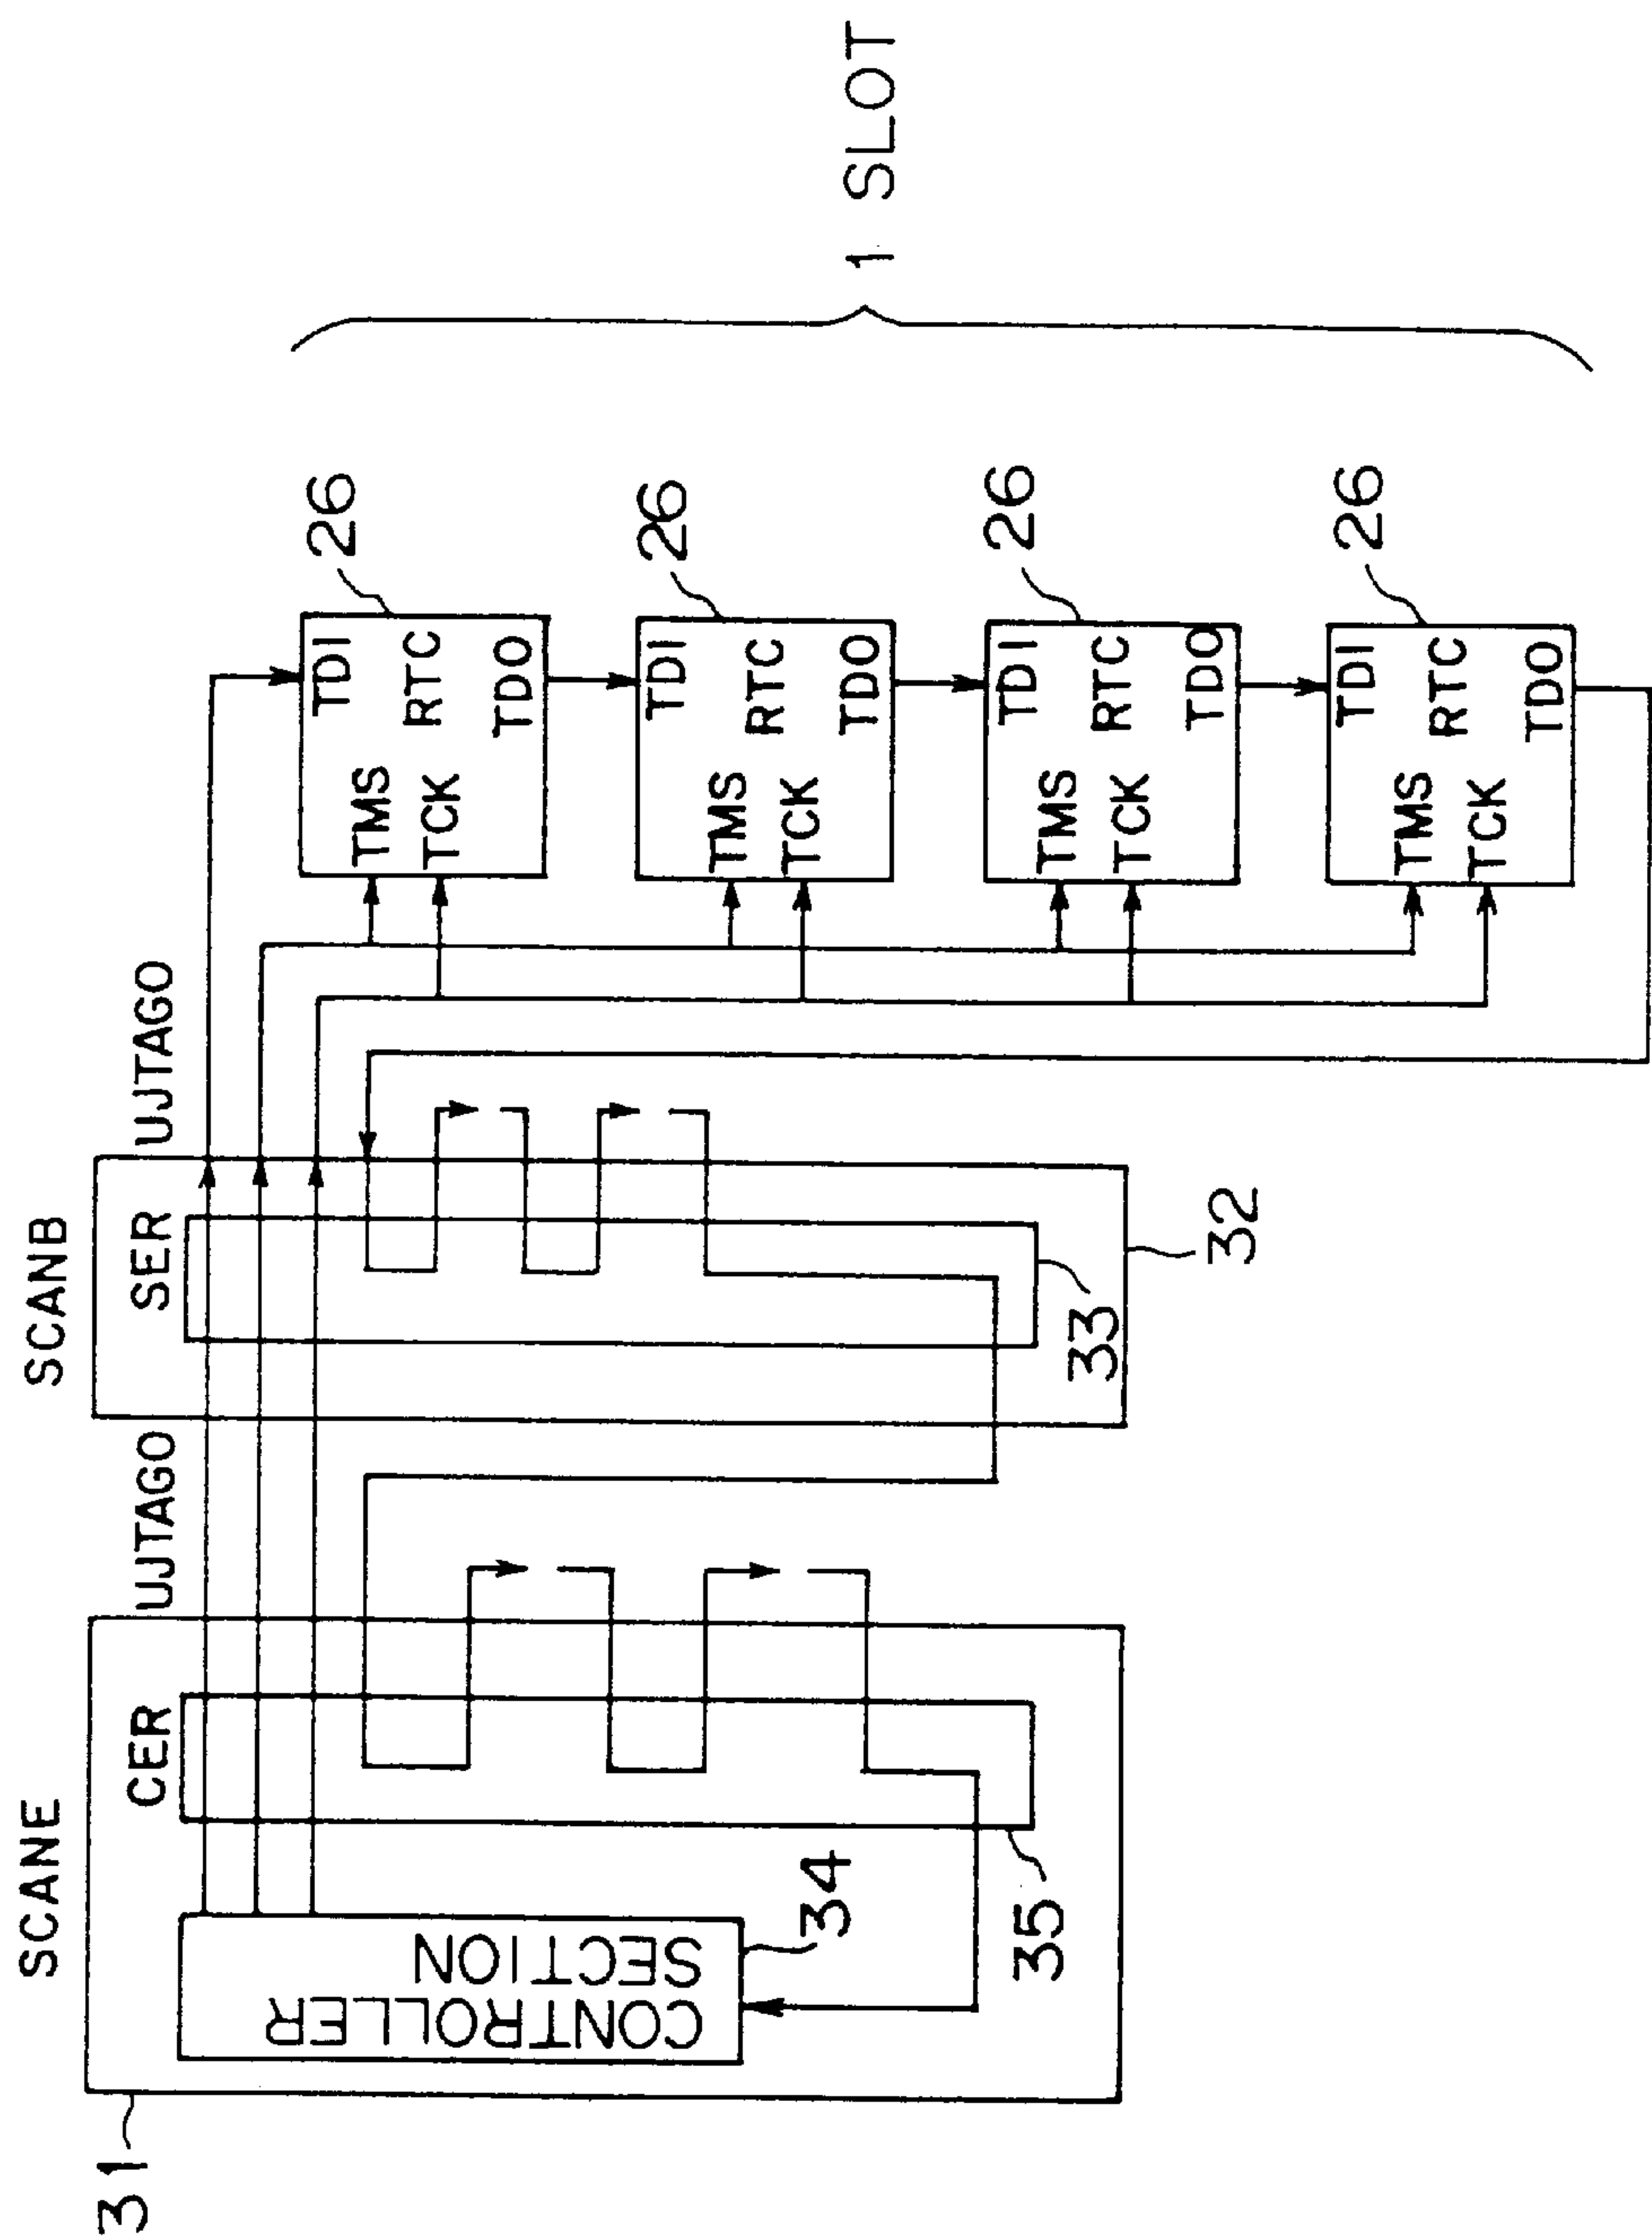 SCANE
UJTAGO
SCANB
UJTAGO
CER
SER
CONTROLLER
SECTION
31
34
35
33
32
TDI
TMS
RTC
TCK
TDO
26
TDI
TMS
RTC
TCK
TDO
26
TDI
TMS
RTC
TCK
TDO
26
TDI
TMS
RTC
TCK
TDO
26
1 SLOT